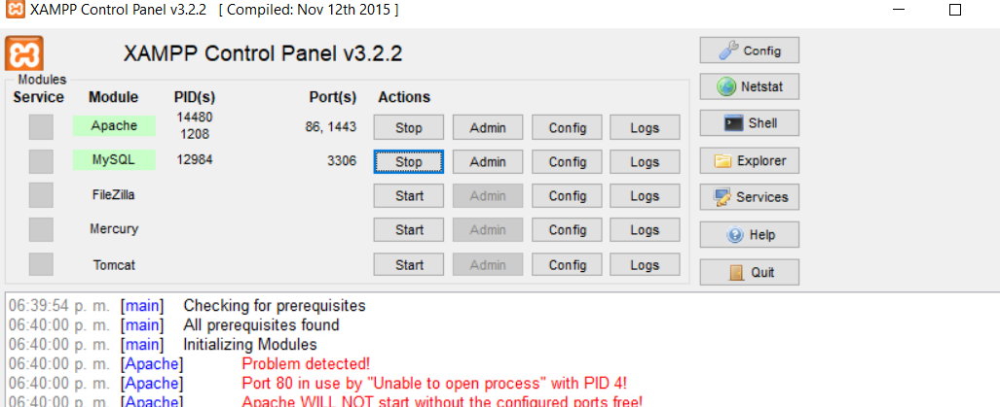 XAMPP Control Panel v3.2.2 [ Compiled: Nov 12th 2015 ]
XAMPP Control Panel v3.2.2
Config
Modules
Service Module PID(s) Port(s) Actions
Netstat
Apache 14480 1208 86, 1443 Stop Admin Config Logs
Shell
MySQL 12984 3306 Stop Admin Config Logs
Explorer
FileZilla Start Admin Config Logs
Services
Mercury Start Admin Config Logs
Help
Tomcat Start Admin Config Logs
Quit
06:39:54 p. m. [main] Checking for prerequisites
06:40:00 p. m. [main] All prerequisites found
06:40:00 p. m. [main] Initializing Modules
06:40:00 p. m. [Apache] Problem detected!
06:40:00 p. m. [Apache] Port 80 in use by "Unable to open process" with PID 4!
06:40:00 p. m. [Apache] Apache WILL NOT start without the configured ports free!